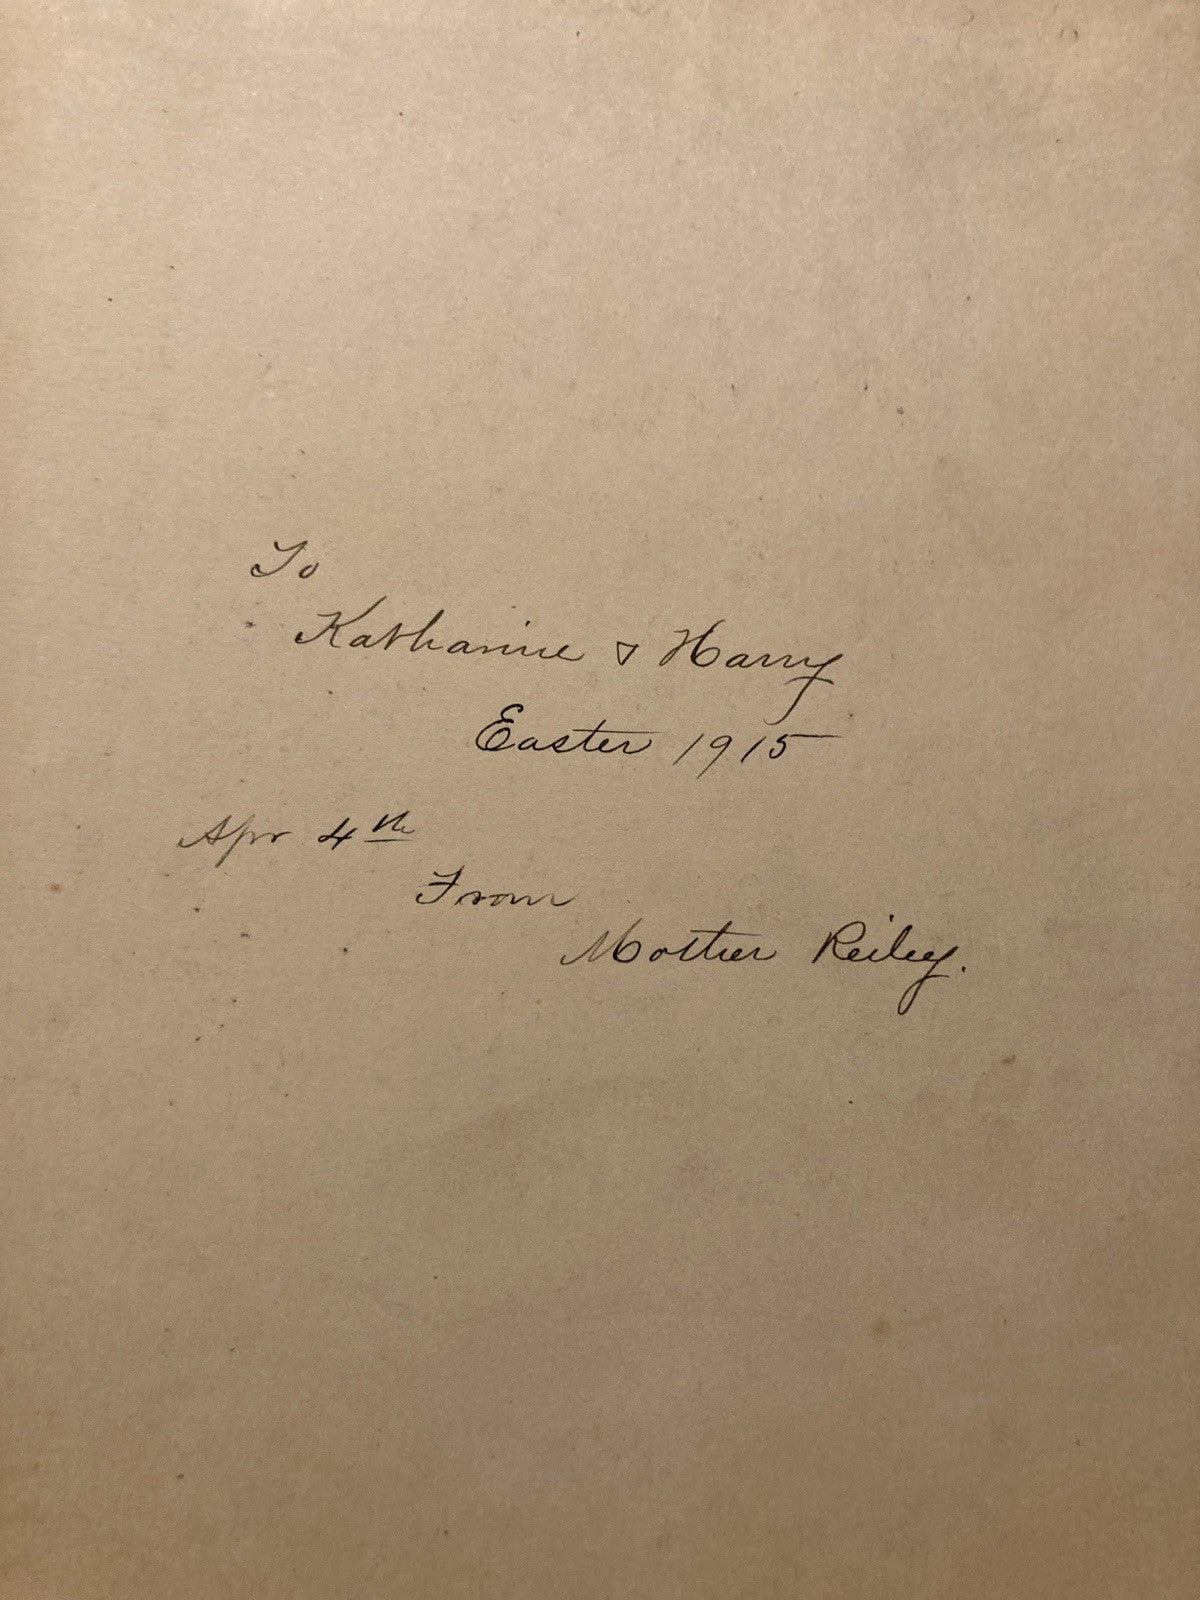 To
Katharine & Harry
Easter 1915
Apr 4th
From
Mother Reiley.